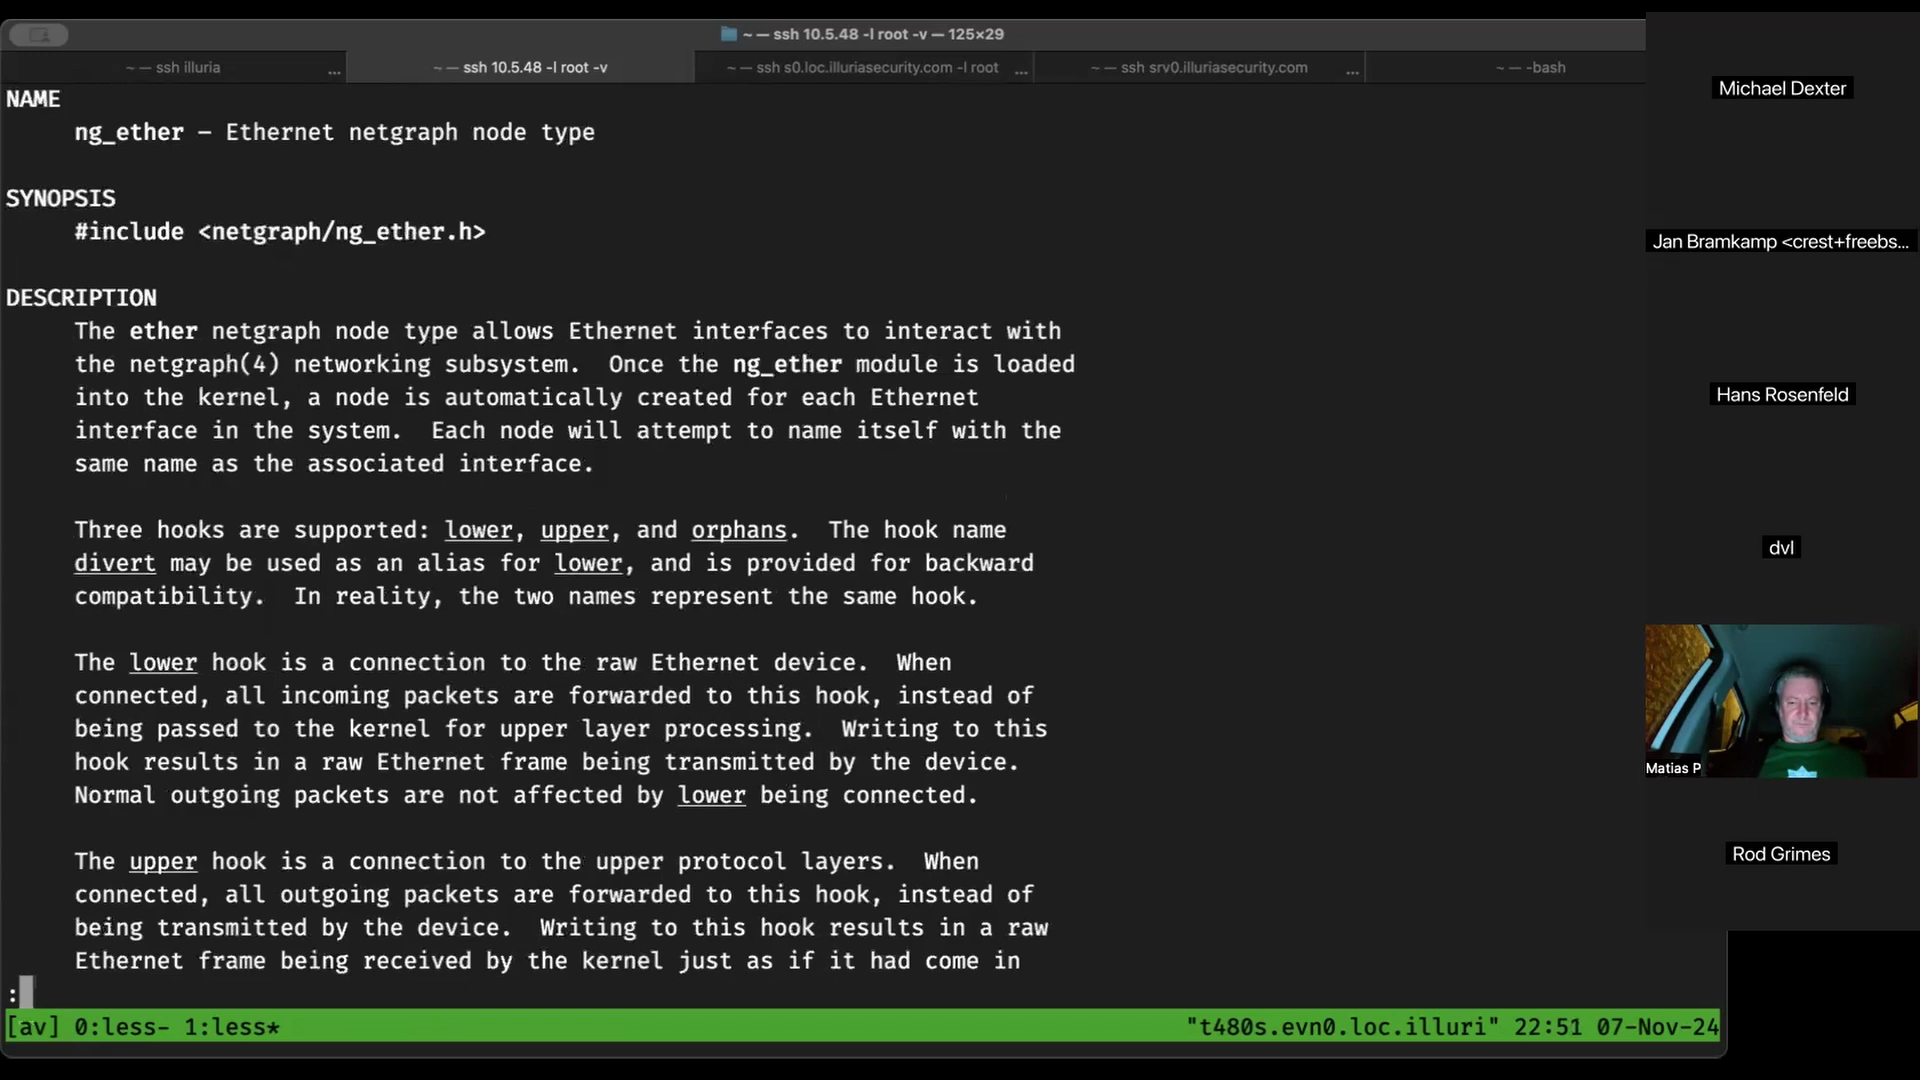 ~ — ssh 10.5.48 -l root -v — 125×29
~ — ssh illuria ...
~ — ssh 10.5.48 -l root -v
~ — ssh s0.loc.illuriasecurity.com -l root ...
~ — ssh srv0.illuriasecurity.com ...
~ — -bash
NAME
ng_ether – Ethernet netgraph node type
SYNOPSIS
#include <netgraph/ng_ether.h>
DESCRIPTION
The ether netgraph node type allows Ethernet interfaces to interact with
the netgraph(4) networking subsystem.  Once the ng_ether module is loaded
into the kernel, a node is automatically created for each Ethernet
interface in the system.  Each node will attempt to name itself with the
same name as the associated interface.
Three hooks are supported: lower, upper, and orphans.  The hook name
divert may be used as an alias for lower, and is provided for backward
compatibility.  In reality, the two names represent the same hook.
The lower hook is a connection to the raw Ethernet device.  When
connected, all incoming packets are forwarded to this hook, instead of
being passed to the kernel for upper layer processing.  Writing to this
hook results in a raw Ethernet frame being transmitted by the device.
Normal outgoing packets are not affected by lower being connected.
The upper hook is a connection to the upper protocol layers.  When
connected, all outgoing packets are forwarded to this hook, instead of
being transmitted by the device.  Writing to this hook results in a raw
Ethernet frame being received by the kernel just as if it had come in
:
[av] 0:less- 1:less* "t480s.evn0.loc.illuri" 22:51 07-Nov-24
Michael Dexter
Jan Bramkamp <crest+freebs...
Hans Rosenfeld
dvl
Matias P
Rod Grimes